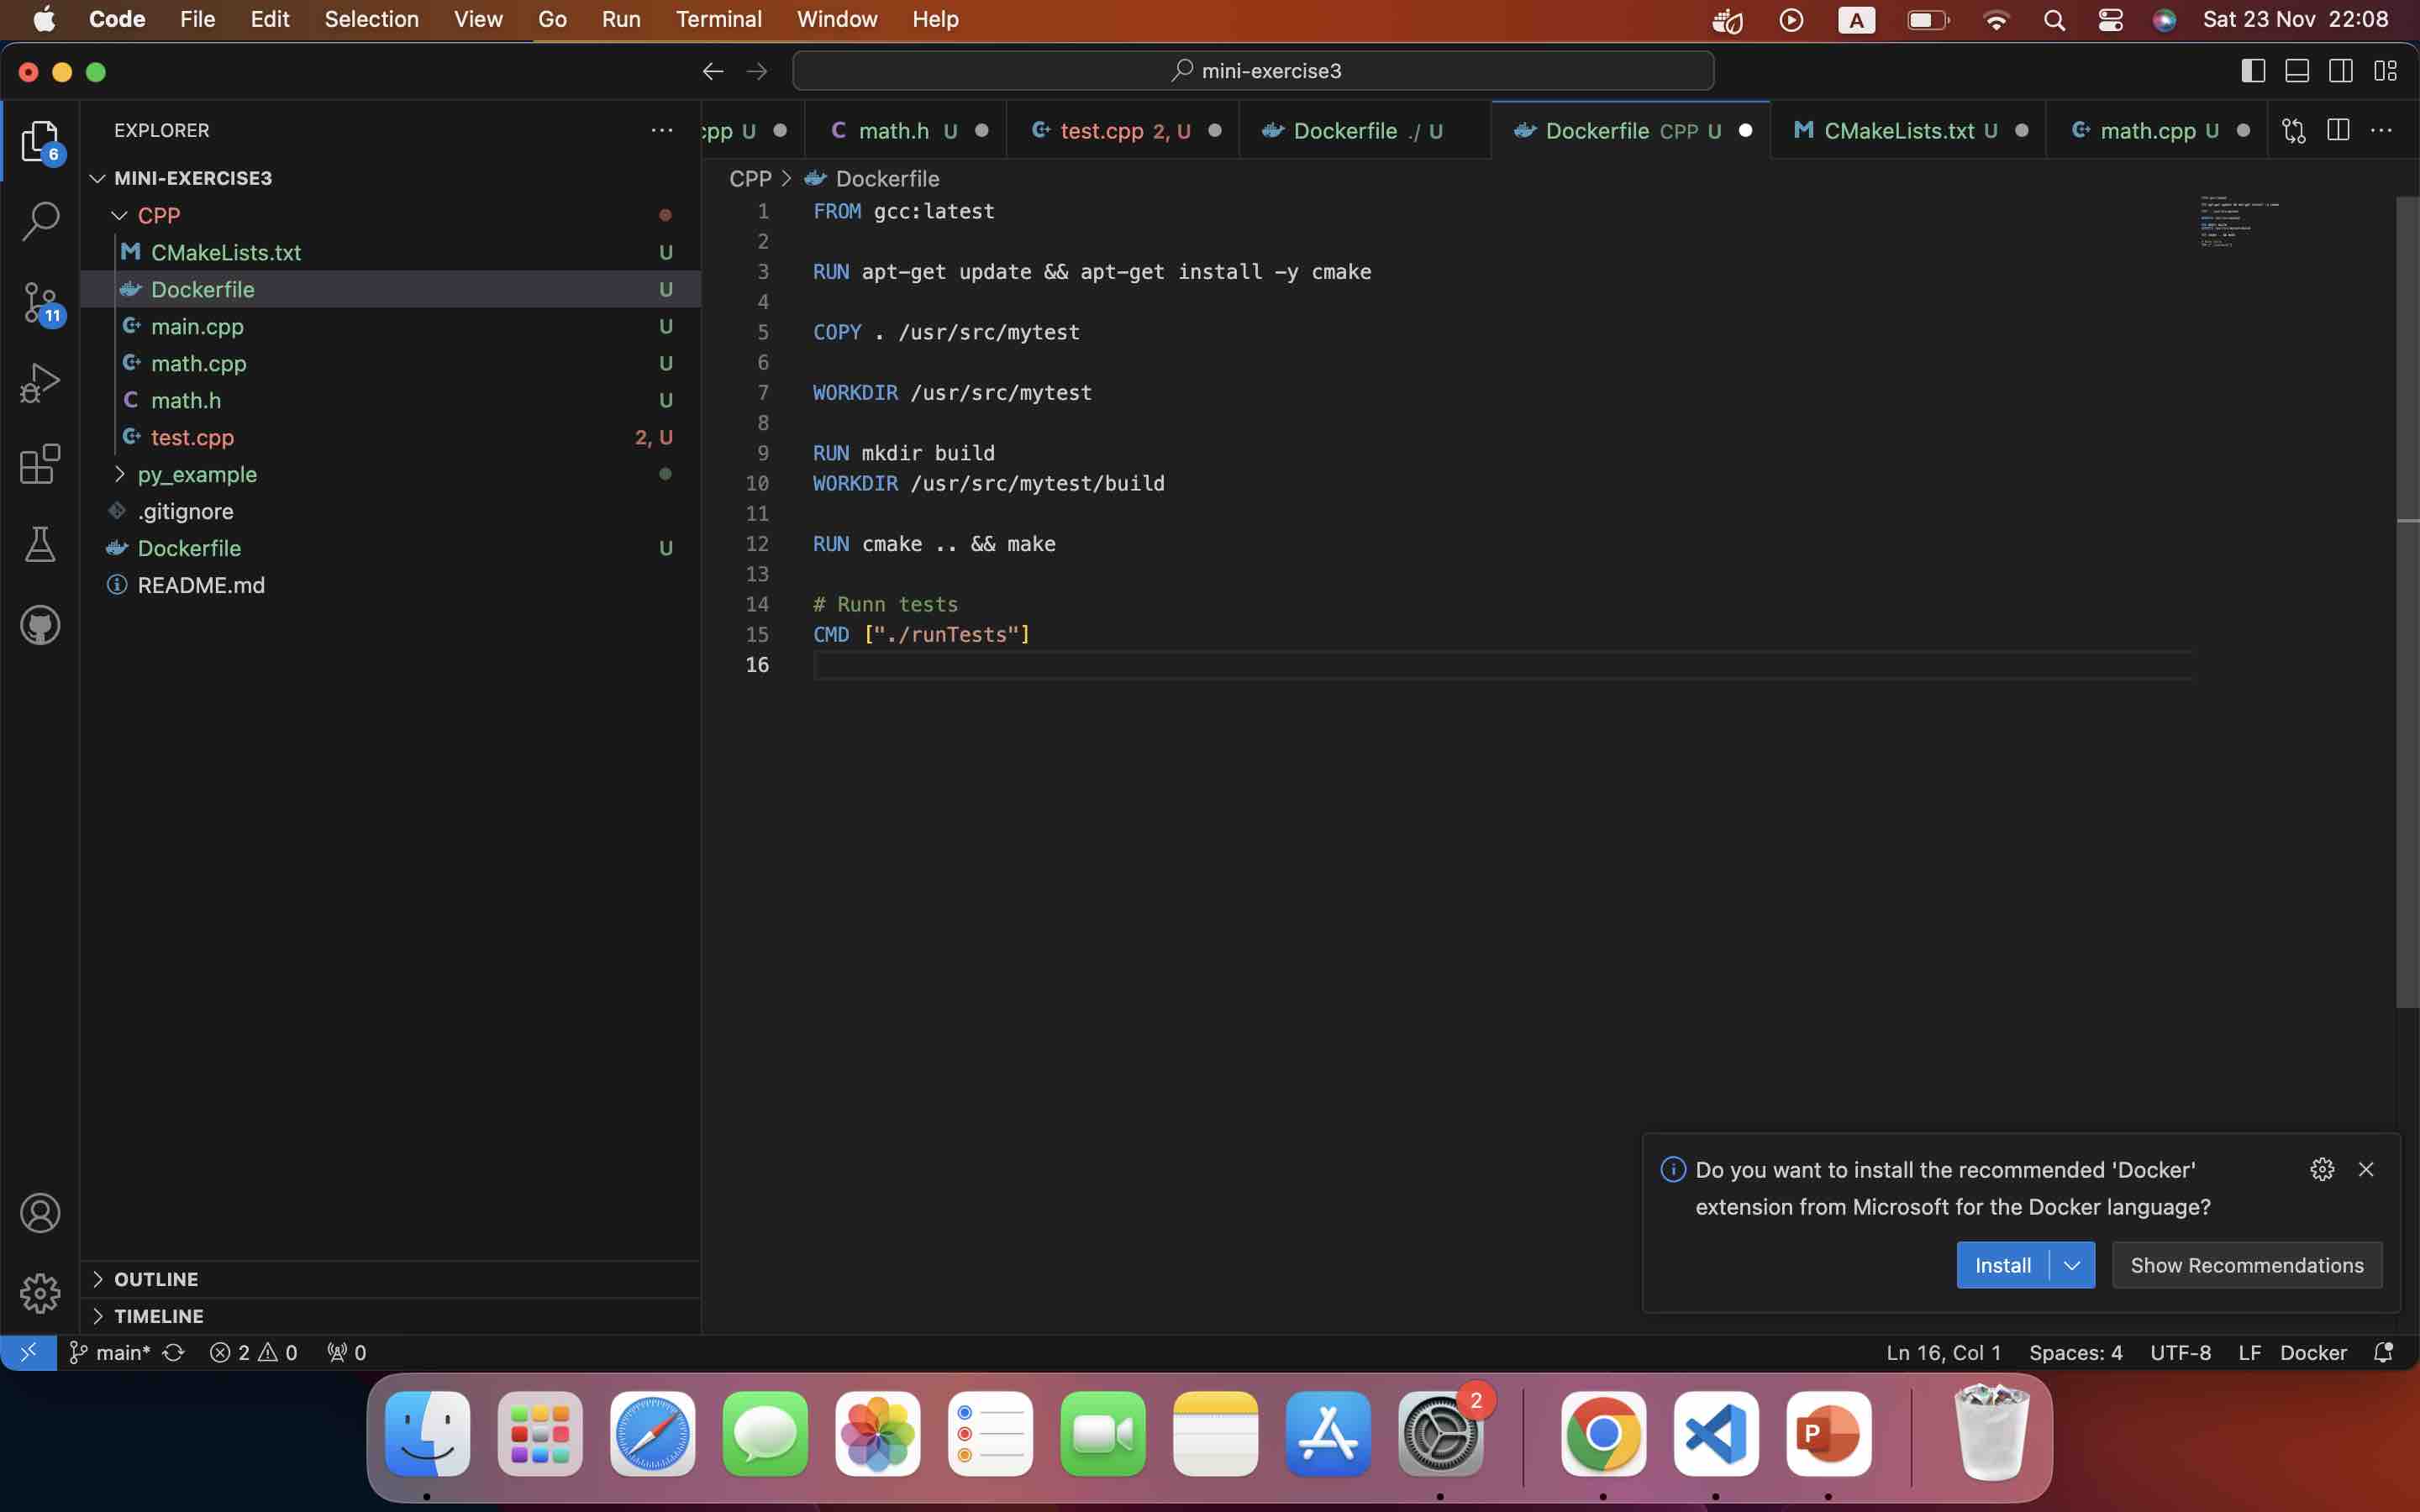 Code File Edit Selection View Go Run Terminal Window Help A Sat 23 Nov 22:08
mini-exercise3
EXPLORER
6
MINI-EXERCISE3
CPP
CMakeLists.txt U
Dockerfile U
main.cpp U
math.cpp U
math.h U
test.cpp 2, U
py_example
.gitignore
Dockerfile U
README.md
11
OUTLINE
TIMELINE
cpp U C math.h U test.cpp 2, U Dockerfile ./ U Dockerfile CPP U M CMakeLists.txt U math.cpp U
CPP > Dockerfile
1 FROM gcc:latest
2
3 RUN apt-get update && apt-get install -y cmake
4
5 COPY . /usr/src/mytest
6
7 WORKDIR /usr/src/mytest
8
9 RUN mkdir build
10 WORKDIR /usr/src/mytest/build
11
12 RUN cmake .. && make
13
14 # Runn tests
15 CMD ["./runTests"]
16
Do you want to install the recommended 'Docker'
extension from Microsoft for the Docker language?
Install Show Recommendations
main* 2 0 0 Ln 16, Col 1 Spaces: 4 UTF-8 LF Docker
2
P